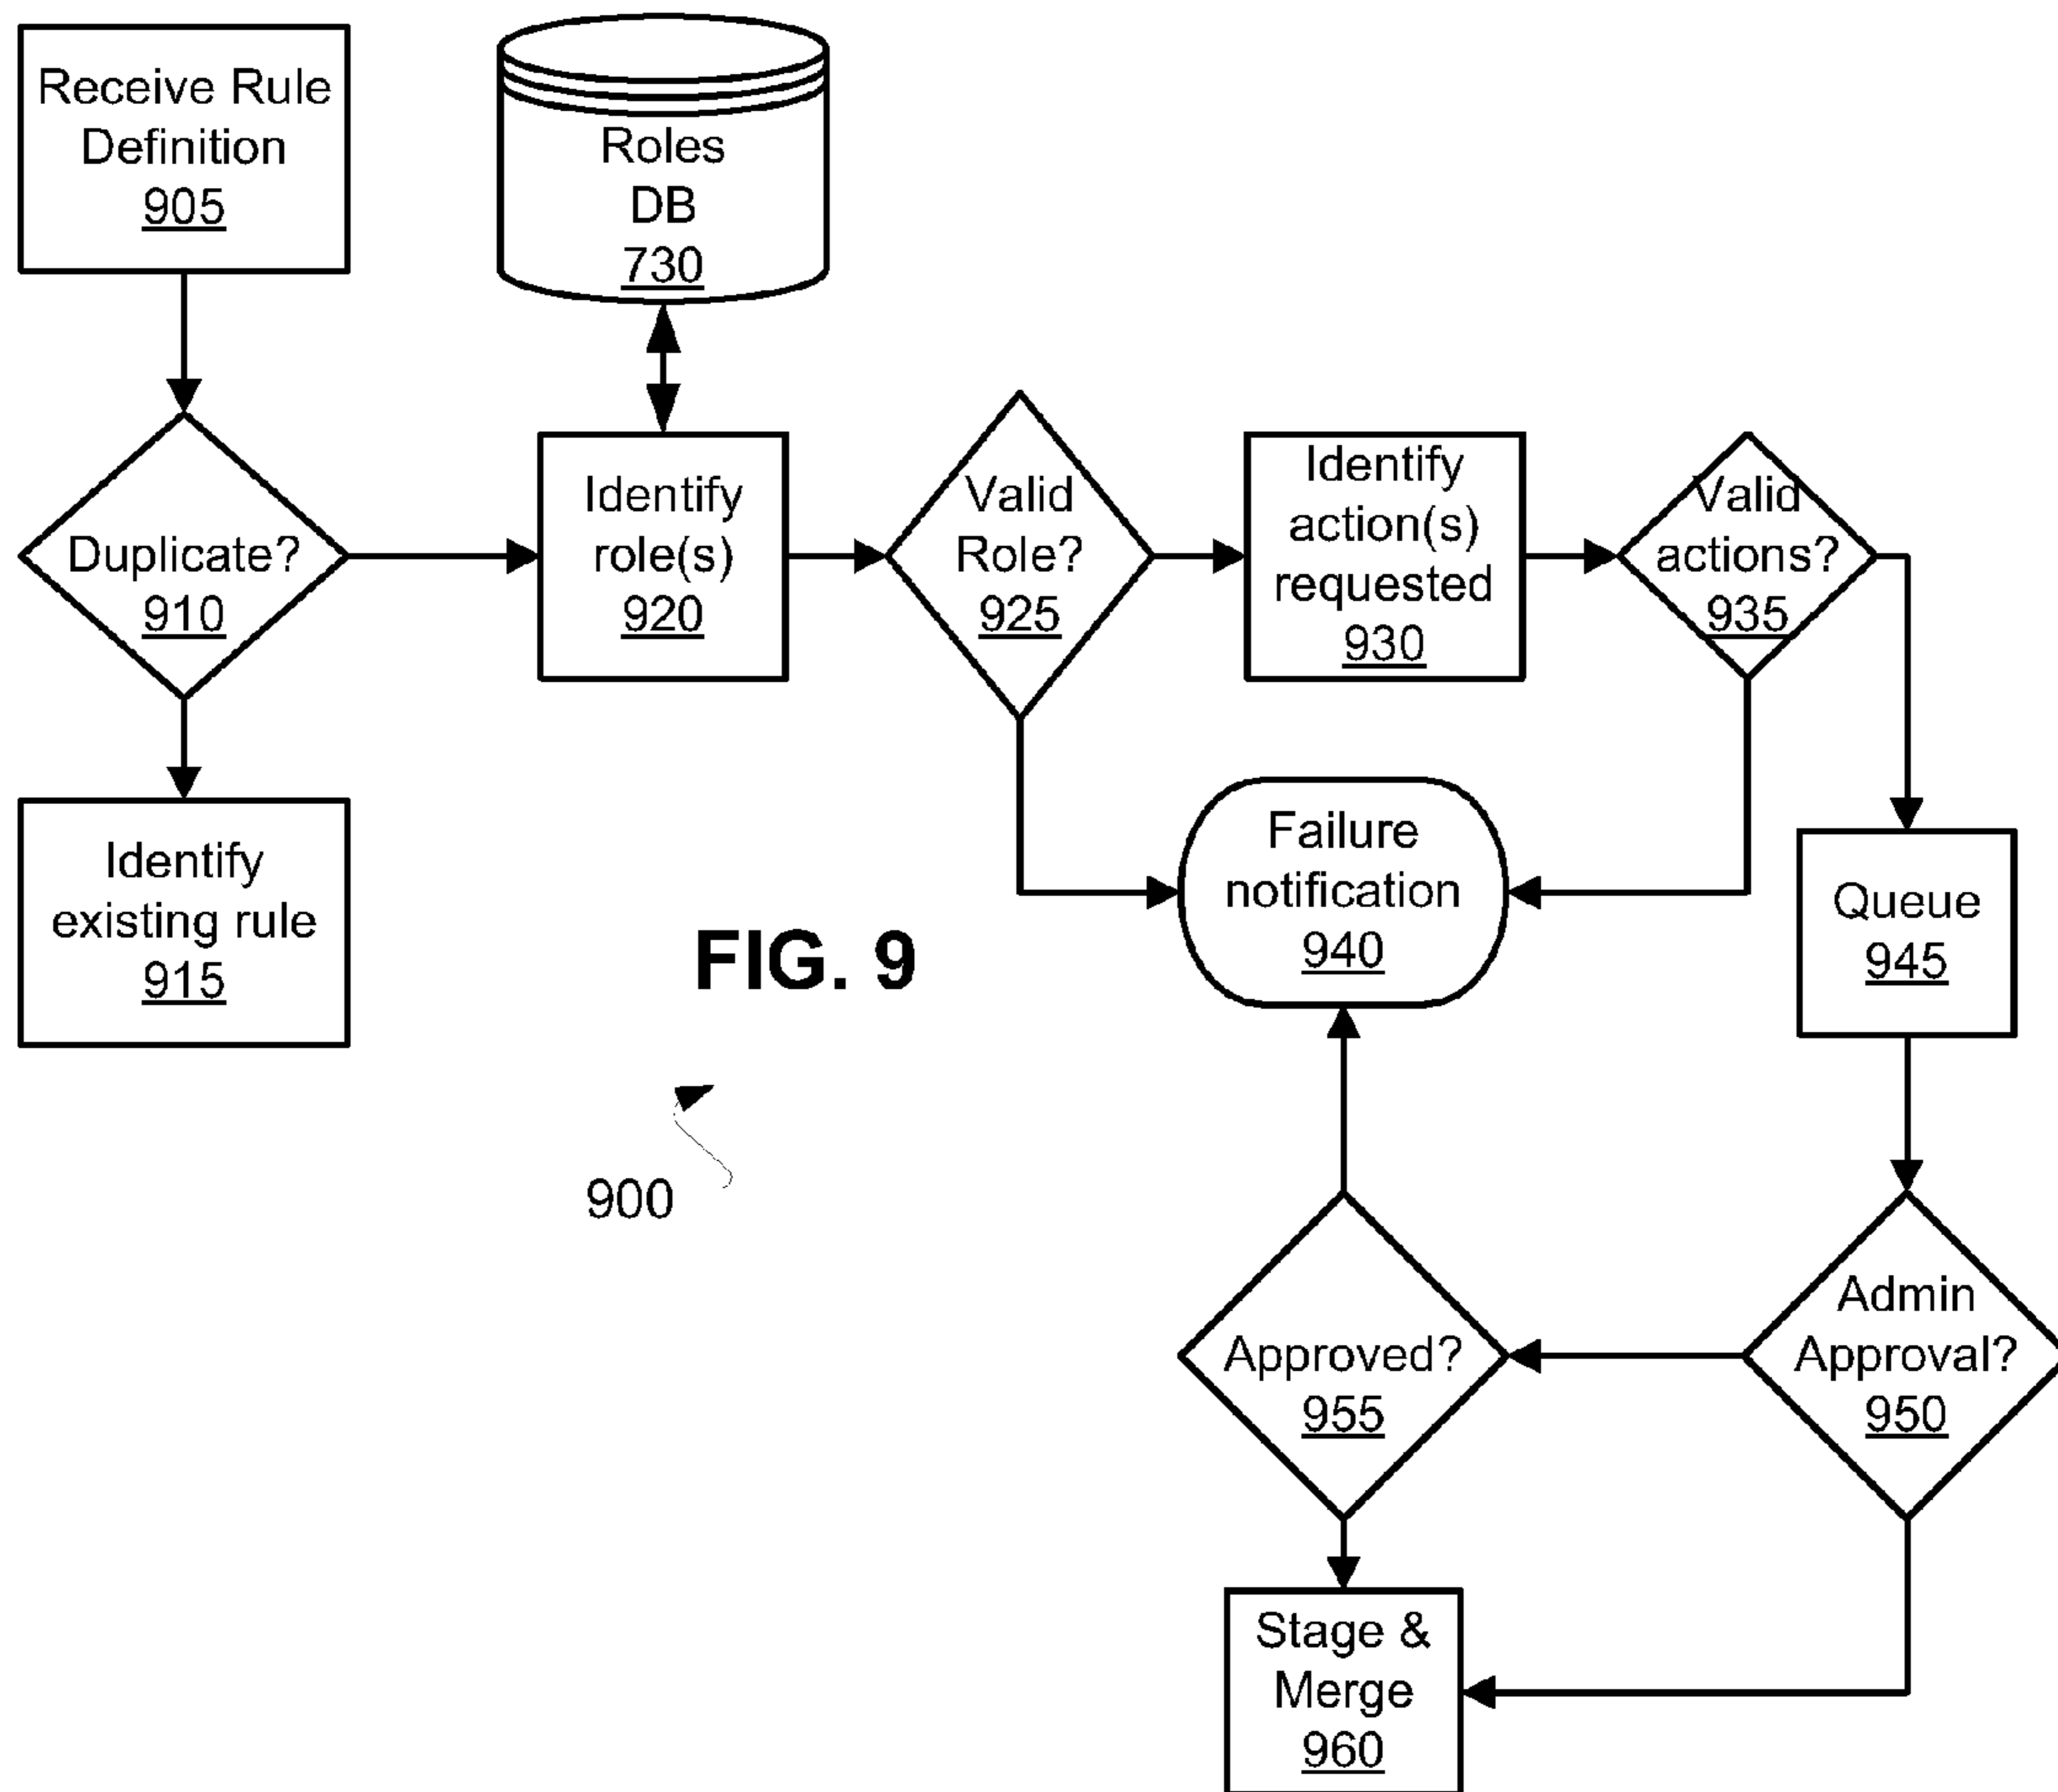 Receive Rule
Definition
905
Roles
DB
730
Duplicate?
910
Identify
role(s)
920
Valid
Role?
925
Identify
action(s)
requested
930
Valid
actions?
935
Identify
existing rule
915
FIG. 9
900
Failure
notification
940
Queue
945
Admin
Approval?
950
Approved?
955
Stage &
Merge
960